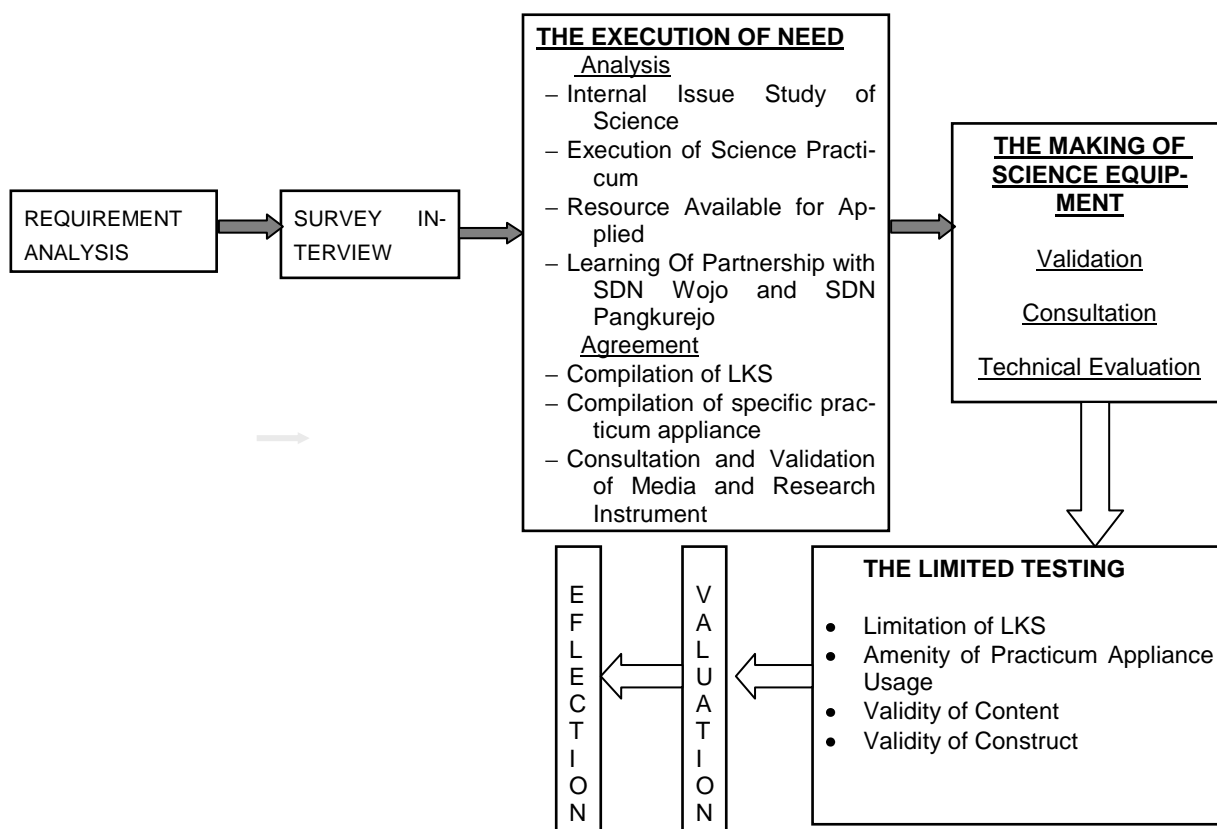 REQUIREMENT
ANALYSIS
SURVEY IN-
TERVIEW
THE EXECUTION OF NEED
Analysis
– Internal Issue Study of
Science
– Execution of Science Practi-
cum
– Resource Available for Ap-
plied
– Learning Of Partnership with
SDN Wojo and SDN
Pangkurejo
Agreement
– Compilation of LKS
– Compilation of specific prac-
ticum appliance
– Consultation and Validation
of Media and Research
Instrument
THE MAKING OF
SCIENCE EQUIP-
MENT
Validation
Consultation
Technical Evaluation
THE LIMITED TESTING
• Limitation of LKS
• Amenity of Practicum Appliance
Usage
• Validity of Content
• Validity of Construct
V
A
L
U
A
T
I
O
N
E
F
L
E
C
T
I
O
N